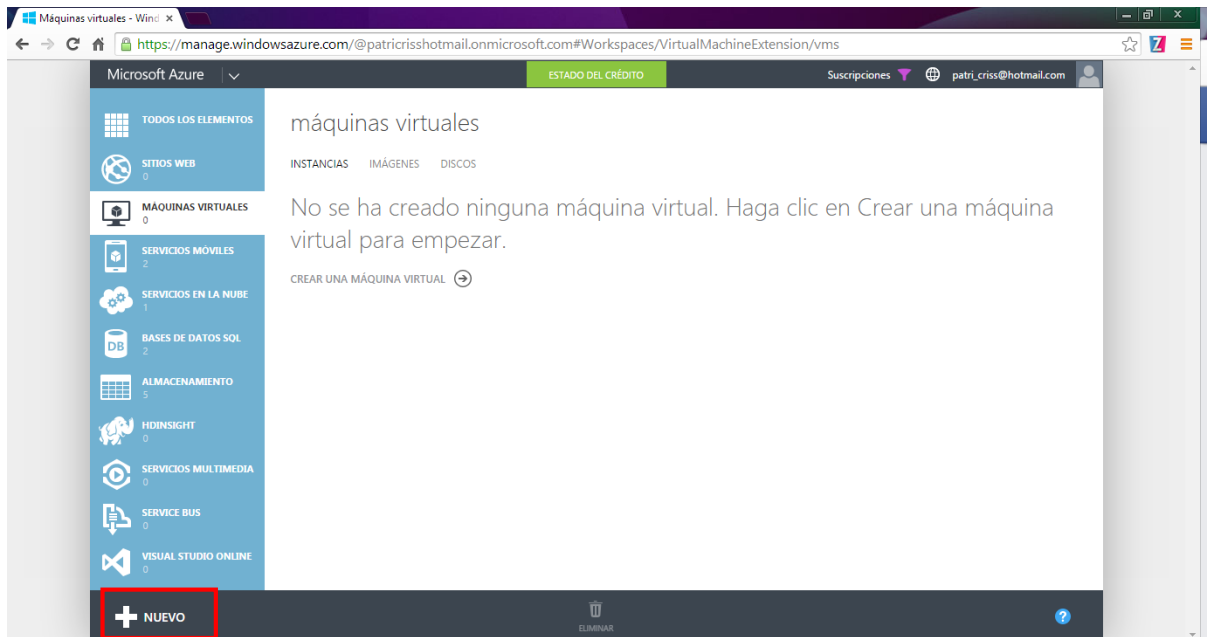 Máquinas virtuales - Wind
https://manage.windowsazure.com/@patricrisshotmail.onmicrosoft.com#Workspaces/VirtualMachineExtension/vms
Microsoft Azure
ESTADO DEL CRÉDITO
Suscripciones
patri_criss@hotmail.com
TODOS LOS ELEMENTOS
SITIOS WEB
0
MÁQUINAS VIRTUALES
0
SERVICIOS MÓVILES
2
SERVICIOS EN LA NUBE
1
DB
BASES DE DATOS SQL
2
ALMACENAMIENTO
5
HDINSIGHT
0
SERVICIOS MULTIMEDIA
0
SERVICE BUS
0
VISUAL STUDIO ONLINE
0
máquinas virtuales
INSTANCIAS IMÁGENES DISCOS
No se ha creado ninguna máquina virtual. Haga clic en Crear una máquina
virtual para empezar.
CREAR UNA MÁQUINA VIRTUAL
NUEVO
ELIMINAR
?